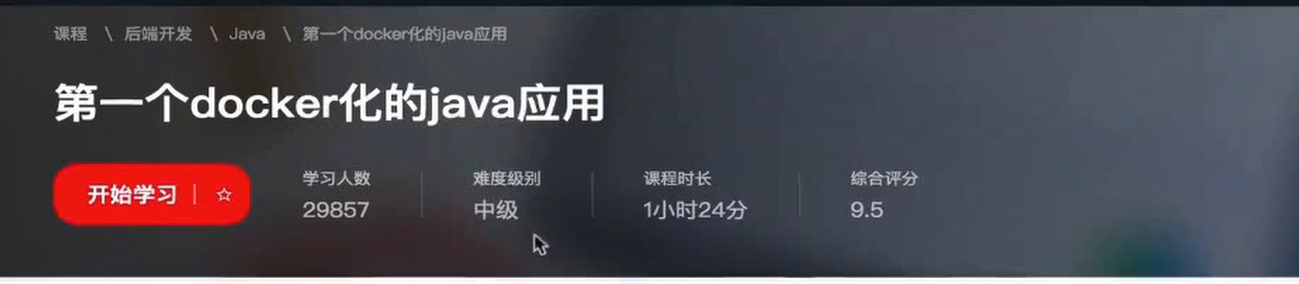 课程 \ 后端开发 \ Java \ 第一个docker化的java应用
第一个docker化的java应用
开始学习 | ☆
学习人数 难度级别 课程时长 综合评分
29857 中级 1小时24分 9.5